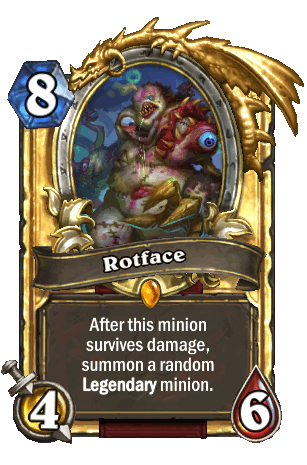 8
Rotface
After this minion
survives damage,
summon a random
Legendary minion.
4
6